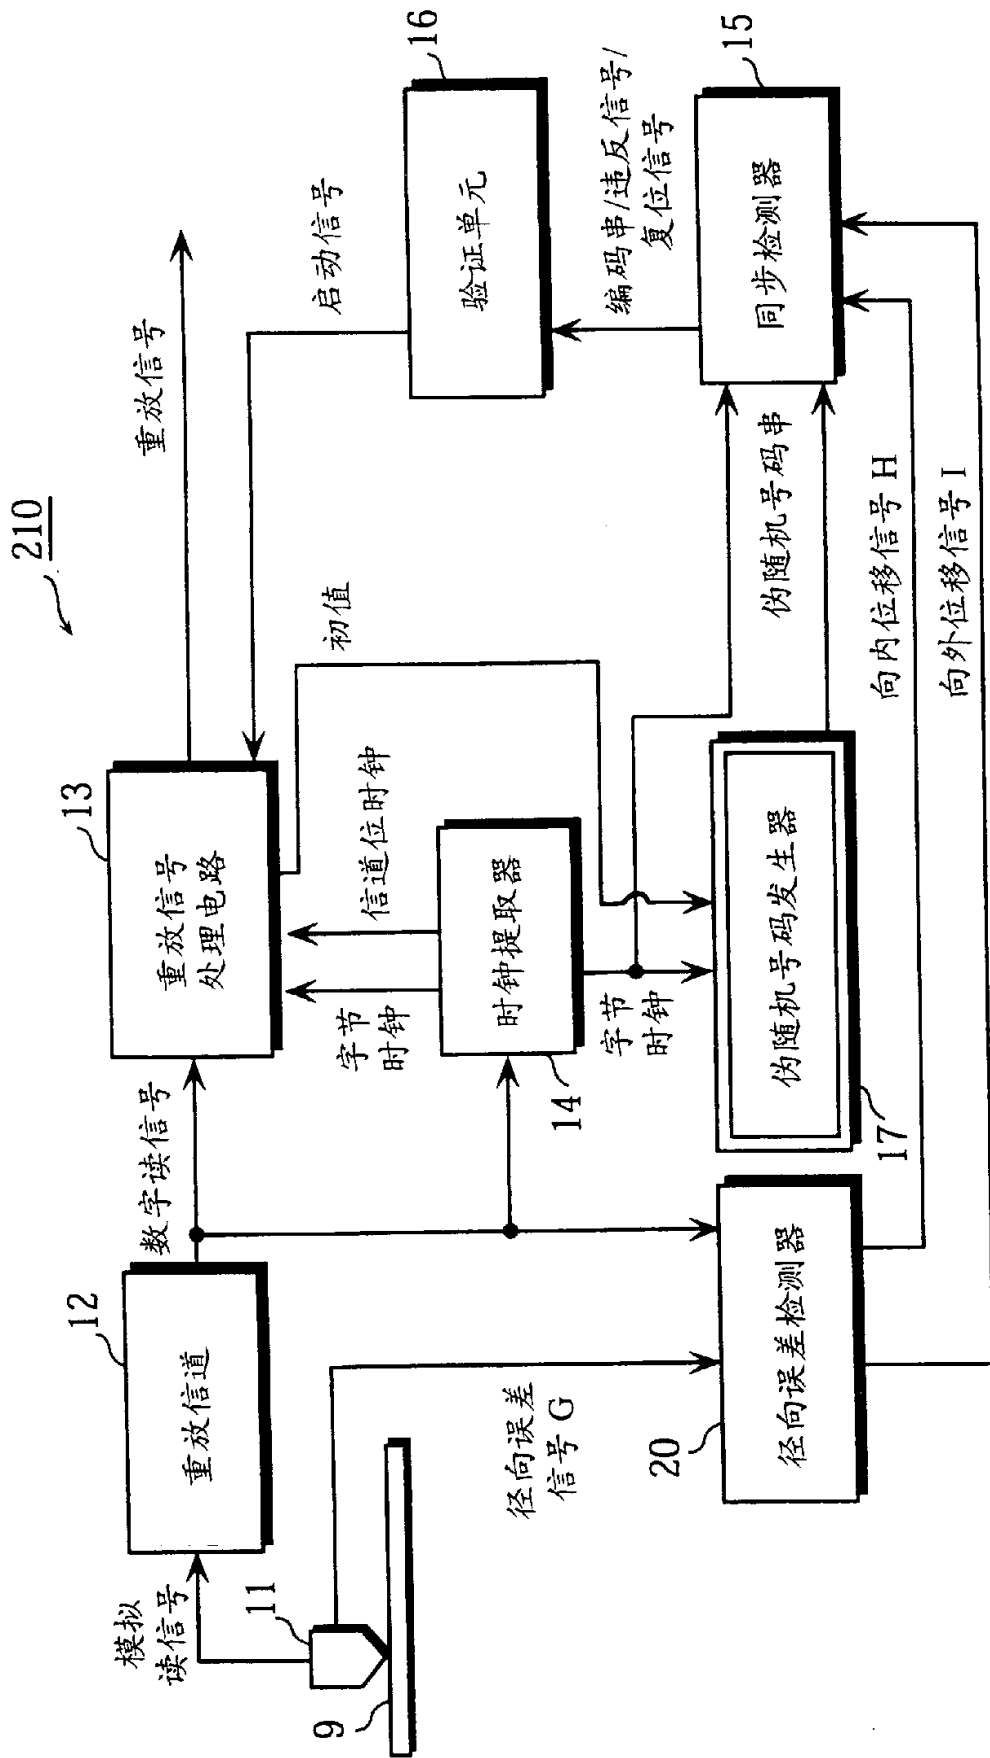 210
重放信号
13
重放信号
处理电路
数字读信号
12
重放信道
模拟
读信号
11
9
启动信号
16
验证单元
初值
信道位时钟
字节
时钟
时钟提取器
14
字节
时钟
编码串/违反信号/
复位信号
15
同步检测器
伪随机号码串
伪随机号码发生器
17
径向误差
信号 G
20
径向误差检测器
向内位移信号 H
向外位移信号 I